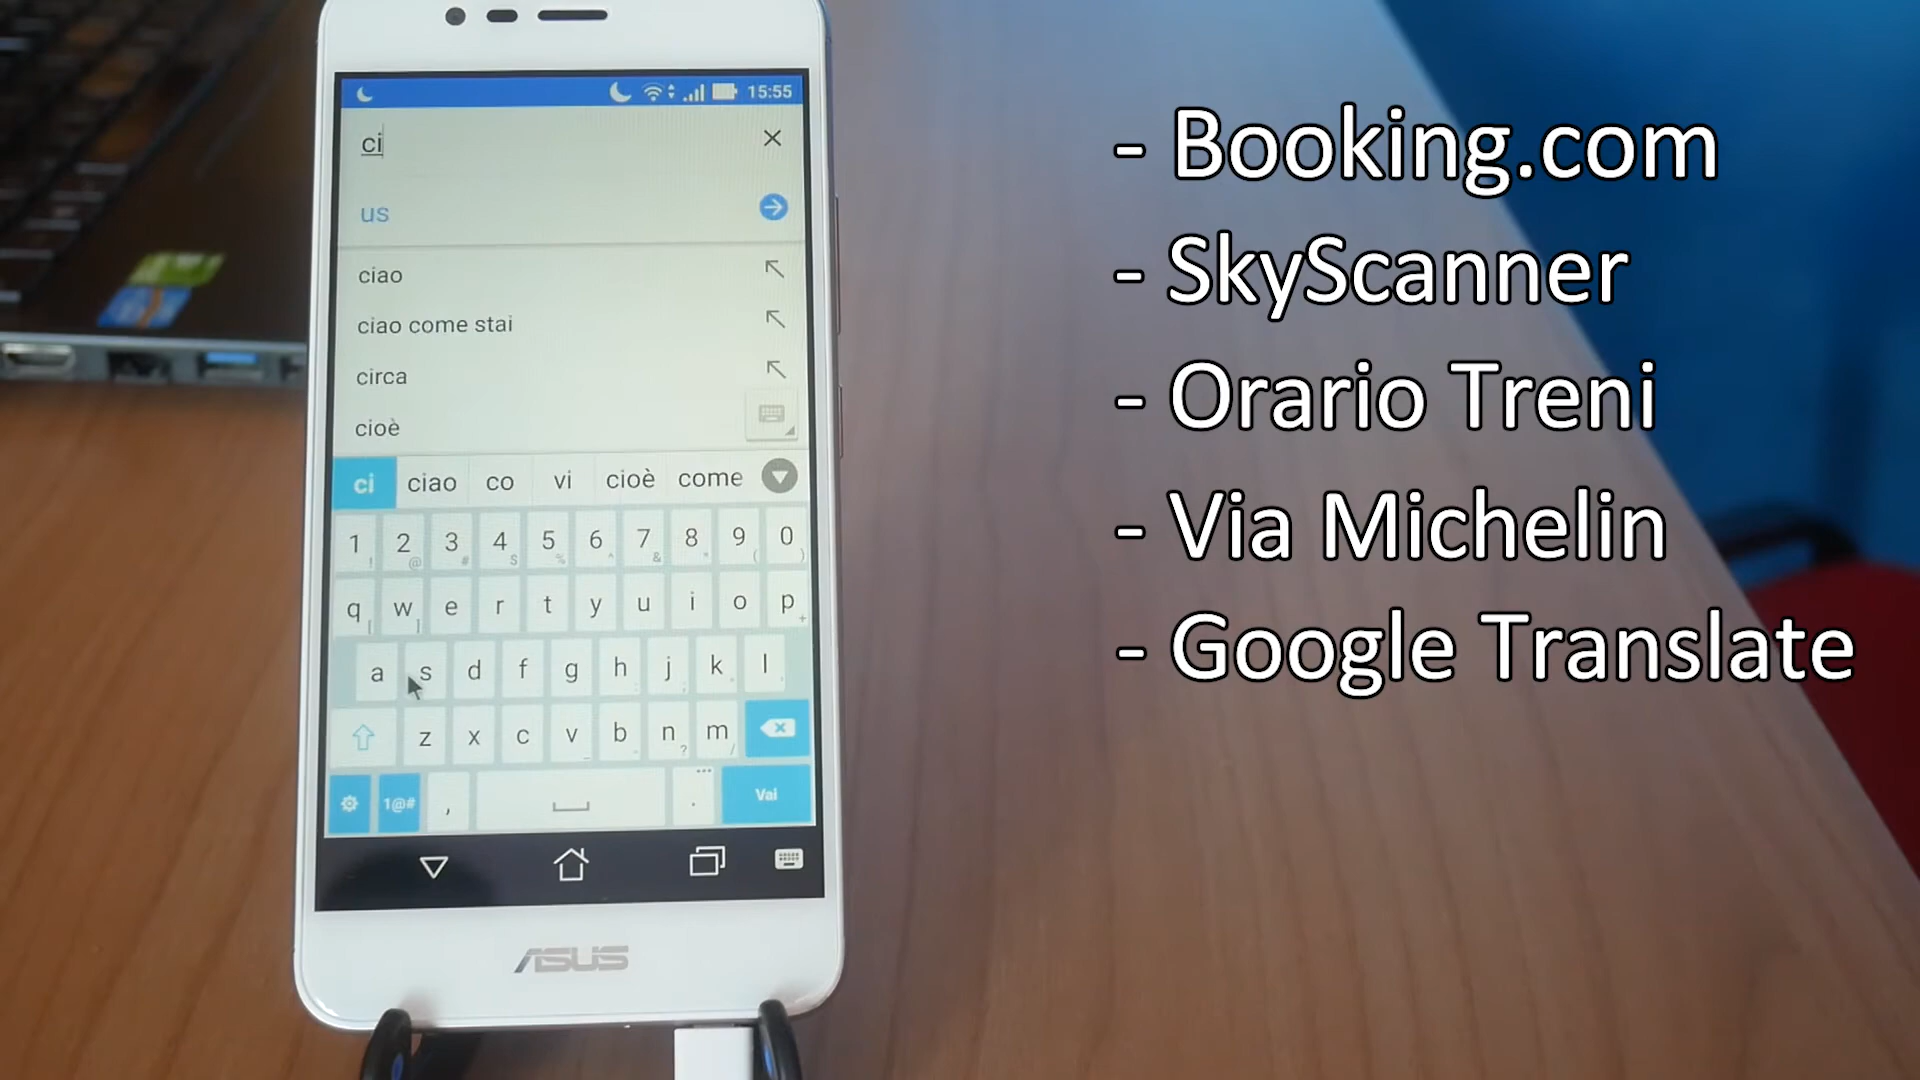 15:55
ci
us
ciao
ciao come stai
circa
cioè
ci ciao co vi cioè come
1 2 3 4 5 6 7 8 9 0
! @ # $ % ^ & * ( )
q w e r t y u i o p
[ ] +
a s d f g h j k l
z x c v b n m
? /
1@# , . Vai
ASUS
- Booking.com
- SkyScanner
- Orario Treni
- Via Michelin
- Google Translate